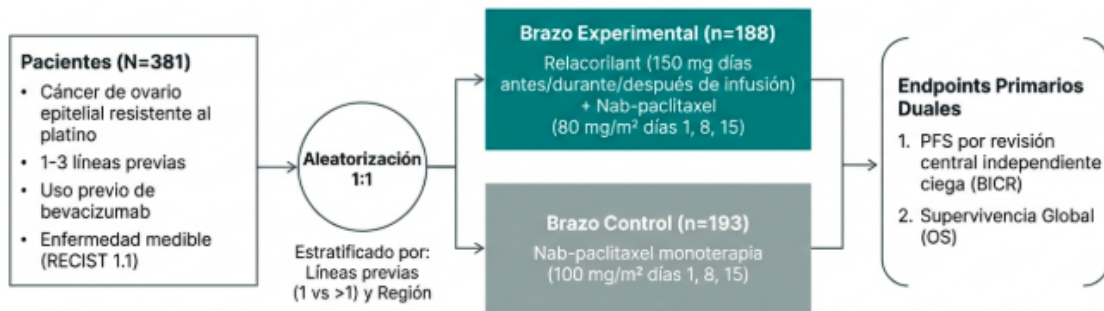 Pacientes (N=381)
• Cáncer de ovario
epitelial resistente al
platino
• 1-3 líneas previas
• Uso previo de
bevacizumab
• Enfermedad medible
(RECIST 1.1)
Aleatorización
1:1
Estratificado por:
Líneas previas
(1 vs >1) y Región
Brazo Experimental (n=188)
Relacorilant (150 mg días
antes/durante/después de infusión)
+ Nab-paclitaxel
(80 mg/m² días 1, 8, 15)
Brazo Control (n=193)
Nab-paclitaxel monoterapia
(100 mg/m² días 1, 8, 15)
Endpoints Primarios
Duales
1. PFS por revisión
central independiente
ciega (BICR)
2. Supervivencia Global
(OS)